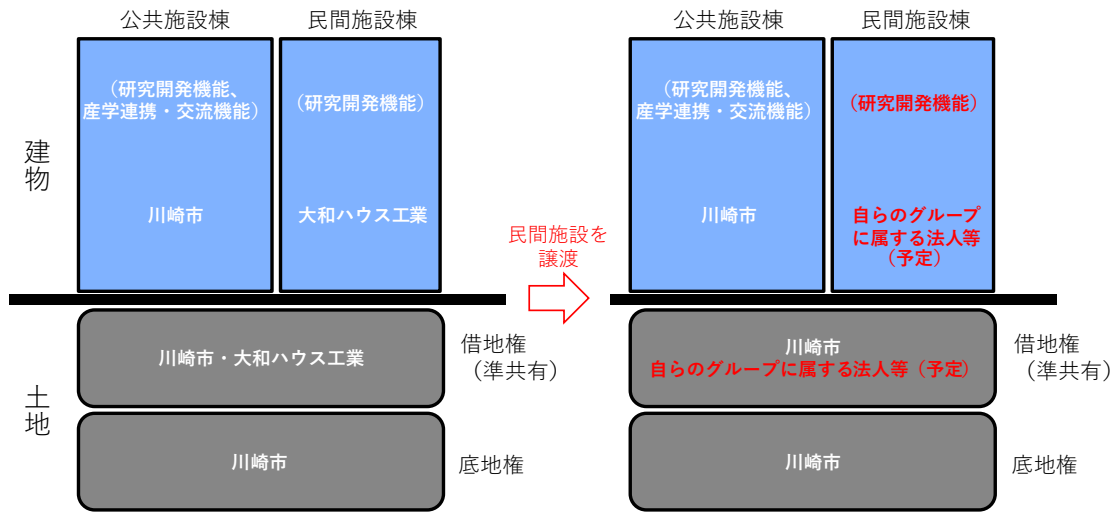 公共施設棟
民間施設棟
(研究開発機能、
産学連携・交流機能)
川崎市
(研究開発機能)
大和ハウス工業
建物
川崎市・大和ハウス工業
借地権
(準共有)
土地
川崎市
底地権
民間施設を
譲渡
公共施設棟
民間施設棟
(研究開発機能、
産学連携・交流機能)
川崎市
(研究開発機能)
自らのグループ
に属する法人等
(予定)
川崎市
自らのグループに属する法人等(予定)
借地権
(準共有)
川崎市
底地権